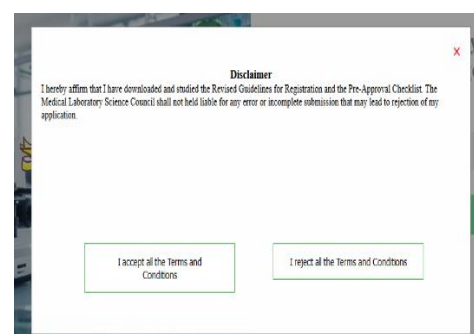 X
Disclaimer
I hereby affirm that I have downloaded and studied the Revised Guidelines for Registration and the Pre-Approval Checklist. The
Medical Laboratory Science Council shall not held liable for any error or incomplete submission that may lead to rejection of my
application.
I accept all the Terms and
Conditions
I reject all the Terms and Conditions